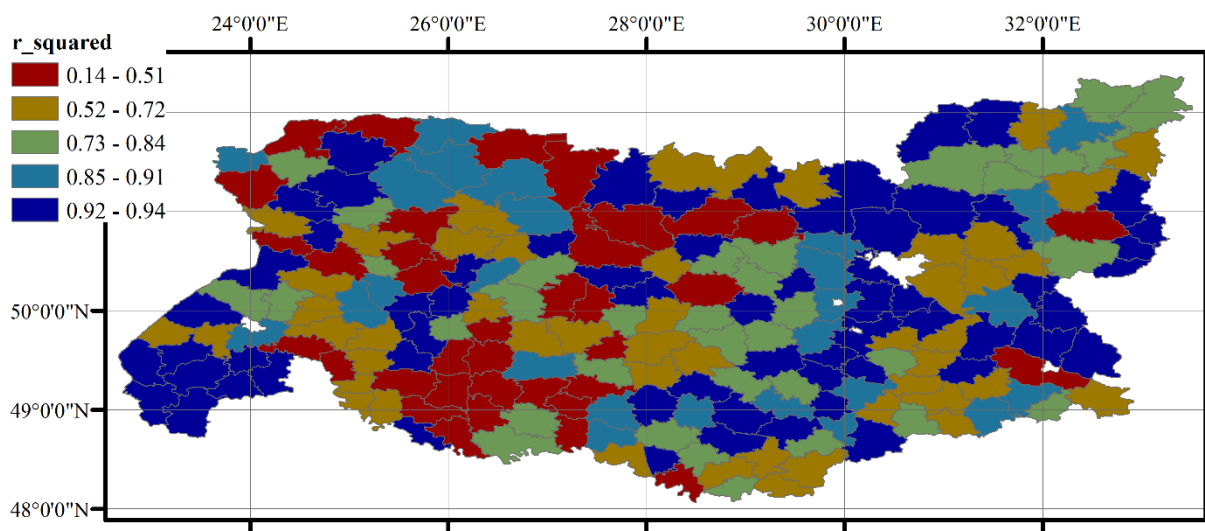 24°0'0"E 26°0'0"E 28°0'0"E 30°0'0"E 32°0'0"E
r_squared
0.14 - 0.51
0.52 - 0.72
0.73 - 0.84
0.85 - 0.91
0.92 - 0.94
50°0'0"N
49°0'0"N
48°0'0"N